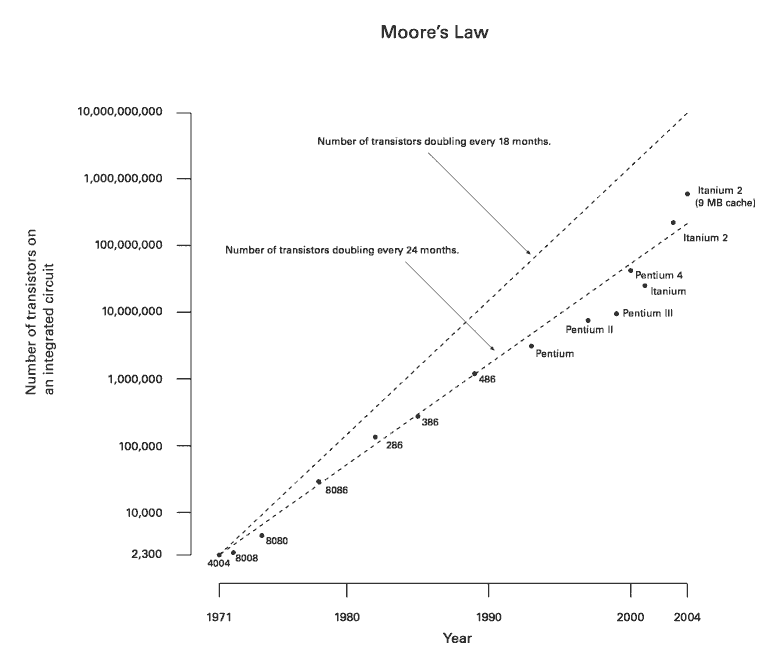 Moore's Law
10,000,000,000
1,000,000,000
100,000,000
10,000,000
1,000,000
100,000
10,000
2,300
Number of transistors on
an integrated circuit
Number of transistors doubling every 18 months.
Number of transistors doubling every 24 months.
Itanium 2
(9 MB cache)
Itanium 2
Pentium 4
Itanium
Pentium III
Pentium II
Pentium
486
386
286
8086
8080
8008
4004
1971
1980
1990
2000
2004
Year